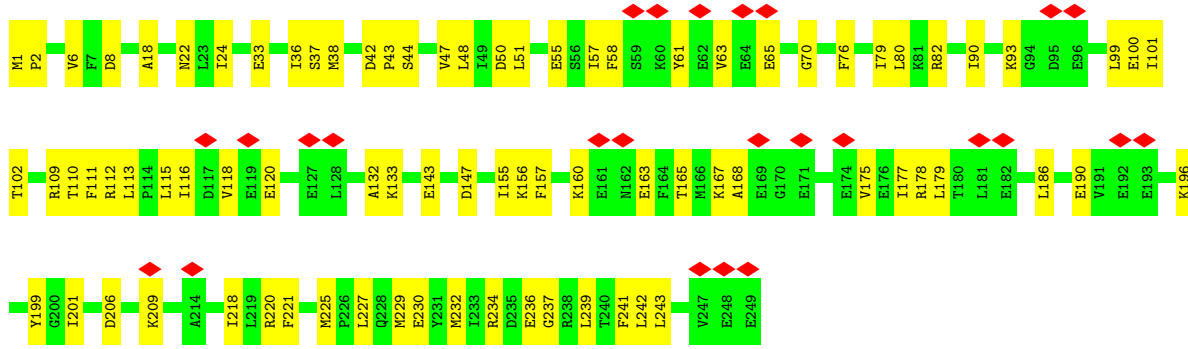 M1 P2 V6 F7 D8 A18 N22 L23 I24 E33 I36 S37 M38 D42 P43 S44 V47 L48 I49 D50 L51 E55 S56 I57 F58 S59 K60 Y61 E62 V63 E64 E65 G70 F76 I79 L80 K81 R82 I90 K93 G94 D95 E96 L99 E100 I101
T102 R109 T110 F111 R112 L113 P114 L115 I116 D117 V118 E119 E120 E127 L128 A132 K133 E143 D147 I155 K156 F157 K160 E161 N162 E163 F164 T165 M166 K167 A168 E169 G170 E171 E174 V175 E176 I177 R178 L179 T180 L181 E182 L186 E190 V191 E192 E193 K196
Y199 G200 I201 D206 K209 A214 I218 L219 R220 F221 M225 P226 L227 Q228 M229 E230 Y231 M232 I233 R234 D235 E236 G237 R238 L239 T240 F241 L242 L243 V247 E248 E249